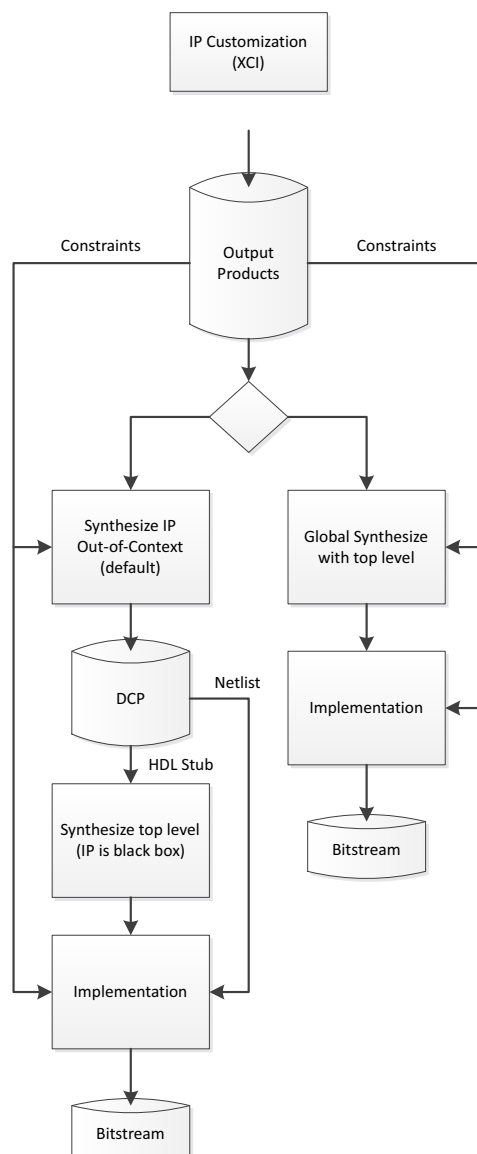 IP Customization
(XCI)
Constraints
Output
Products
Constraints
Synthesize IP
Out-of-Context
(default)
Global Synthesize
with top level
DCP
Netlist
HDL Stub
Implementation
Synthesize top level
(IP is black box)
Bitstream
Implementation
Bitstream